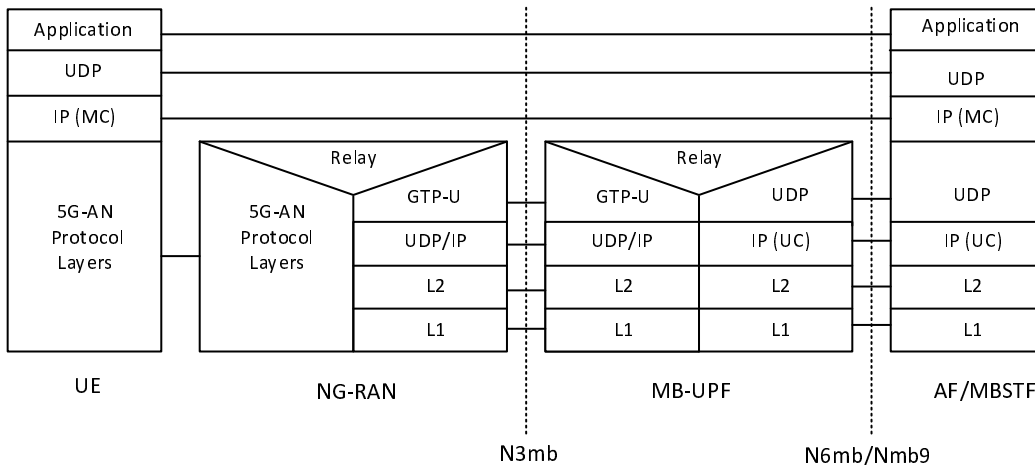 Application
UDP
IP (MC)
5G-AN
Protocol
Layers
UE
Relay
5G-AN
Protocol
Layers
GTP-U
UDP/IP
L2
L1
NG-RAN
N3mb
Relay
GTP-U
UDP/IP
L2
L1
UDP
IP (UC)
L2
L1
MB-UPF
N6mb/Nmb9
Application
UDP
IP (MC)
UDP
IP (UC)
L2
L1
AF/MBSTF